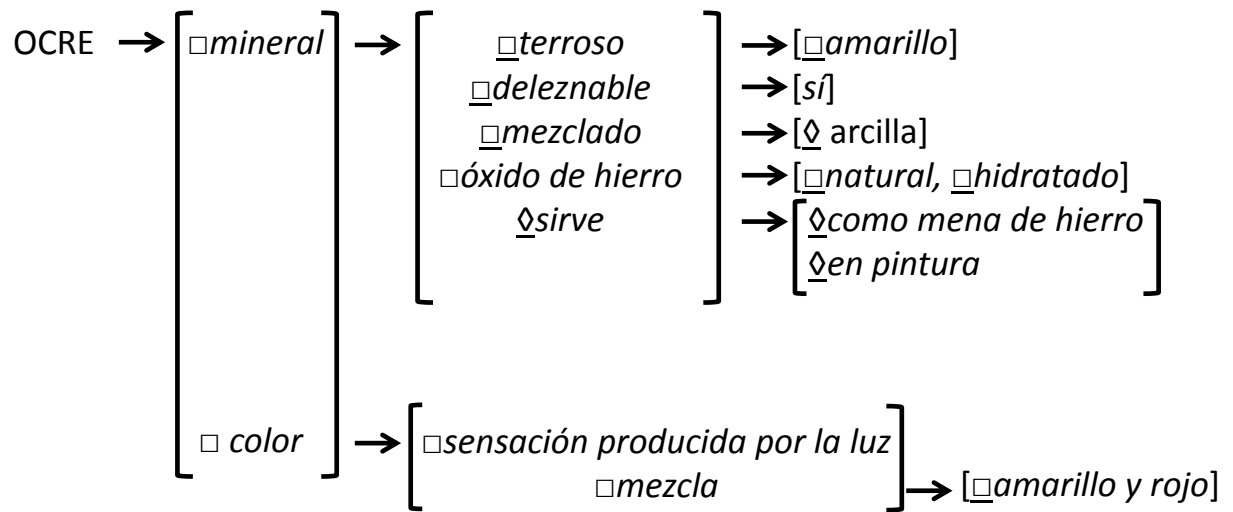 OCRE → □mineral → □terroso → [□amarillo]
□deleznable → [sí]
□mezclado → [◊ arcilla]
□óxido de hierro → [□natural, □hidratado]
◊sirve → ◊como mena de hierro
◊en pintura
□ color → □sensación producida por la luz
□mezcla → [□amarillo y rojo]